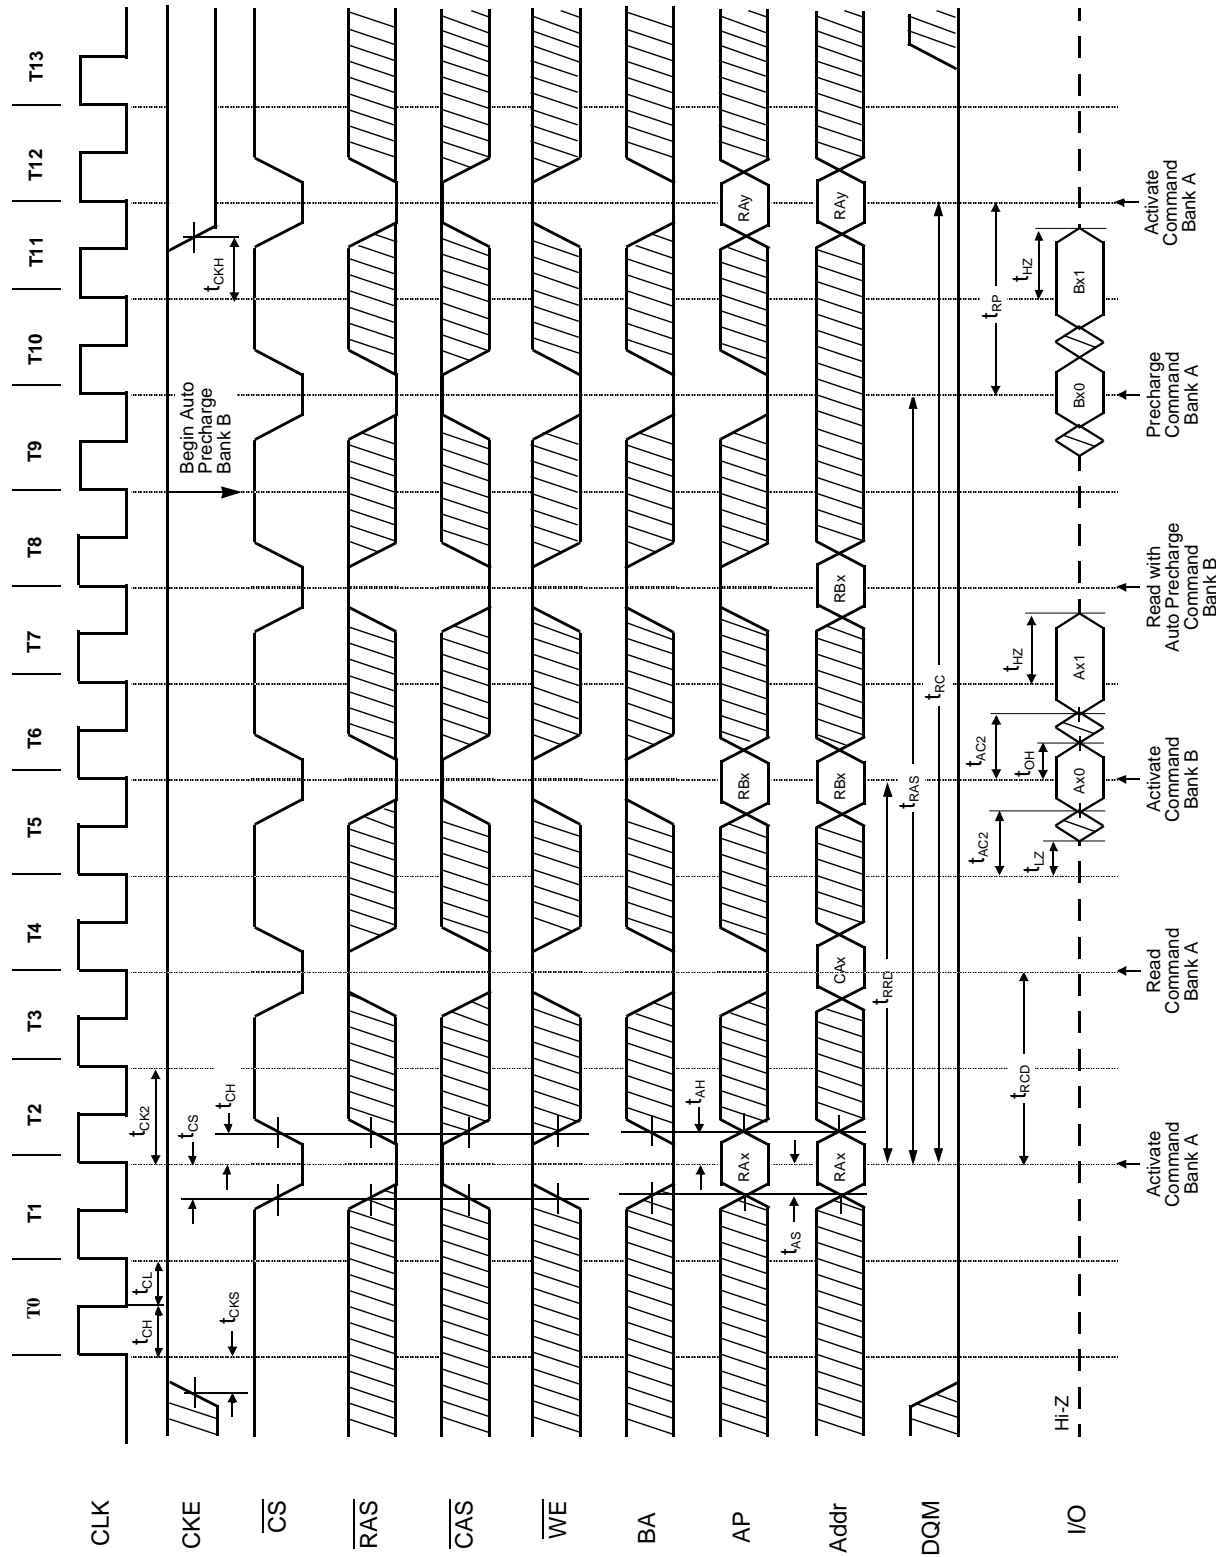 T0 T1 T2 T3 T4 T5 T6 T7 T8 T9 T10 T11 T12 T13
CLK
tCH tCL tCK2
CKE
tCKS tCS tCH
Begin Auto
Precharge
Bank B
tCKH
CS
RAS
CAS
WE
BA
tAH
AP
RAx RBx RAy
tAS
Addr
RAx CAx RBx RBx RAy
tRRD
tRAS
tRC
DQM
tRCD
tAC2 tLZ
tAC2 tOH
tHZ
tRP
tHZ
I/O
Hi-Z
Ax0 Ax1 Bx0 Bx1
Activate
Command
Bank A
Read
Command
Bank A
Activate
Command
Bank B
Read with
Auto Precharge
Command
Bank B
Precharge
Command
Bank A
Activate
Command
Bank A